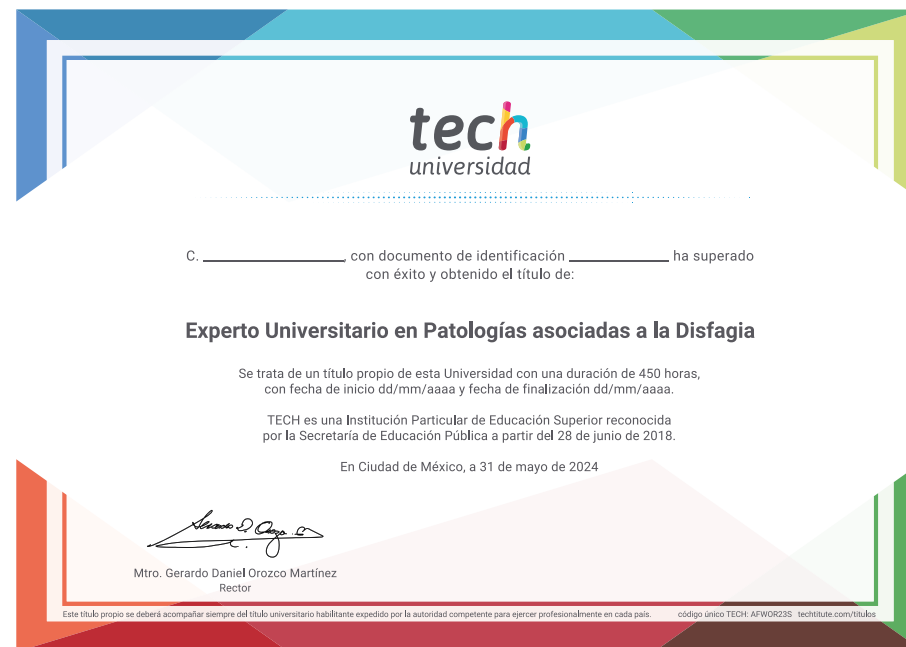 tech
universidad
C. ____________, con documento de identificación ____________ ha superado
con éxito y obtenido el título de:
Experto Universitario en Patologías asociadas a la Disfagia
Se trata de un título propio de esta Universidad con una duración de 450 horas,
con fecha de inicio dd/mm/aaaa y fecha de finalización dd/mm/aaaa.
TECH es una Institución Particular de Educación Superior reconocida
por la Secretaría de Educación Pública a partir del 28 de junio de 2018.
En Ciudad de México, a 31 de mayo de 2024
Mtro. Gerardo Daniel Orozco Martínez
Rector
Este título propio se deberá acompañar siempre del título universitario habilitante expedido por la autoridad competente para ejercer profesionalmente en cada país. código único TECH: AFWOR23S techtitute.com/titulos